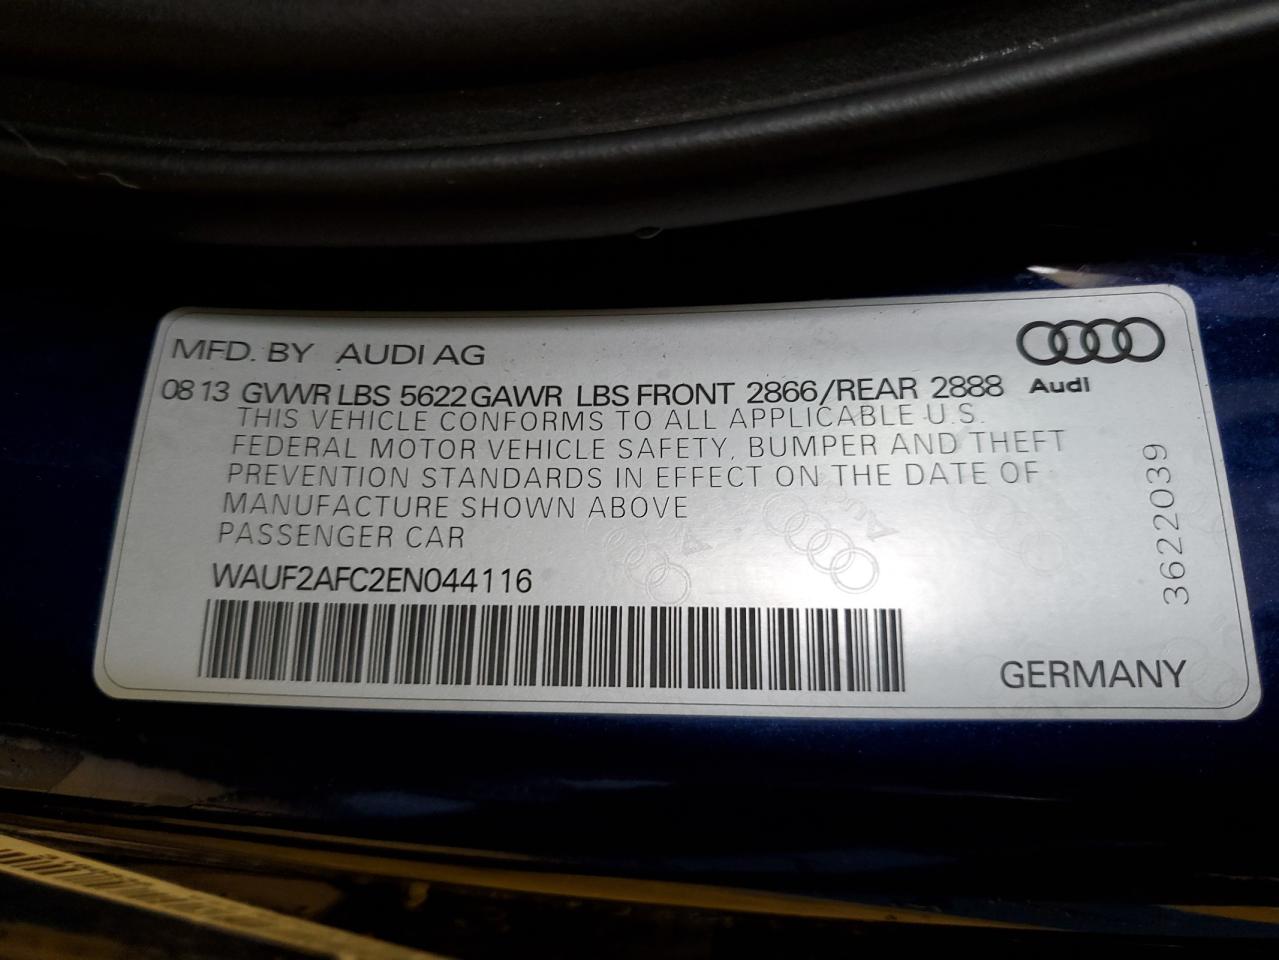 MFD. BY AUDI AG
08 13 GVWR LBS 5622 GAWR LBS FRONT 2866/REAR 2888
Audi
THIS VEHICLE CONFORMS TO ALL APPLICABLE U.S.
FEDERAL MOTOR VEHICLE SAFETY, BUMPER AND THEFT
PREVENTION STANDARDS IN EFFECT ON THE DATE OF
MANUFACTURE SHOWN ABOVE
PASSENGER CAR
WAUF2AFC2EN044116
3622039
GERMANY